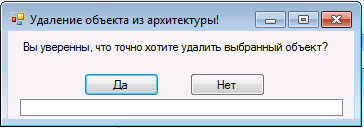 Удаление объекта из архитектуры!
Вы уверенны, что точно хотите удалить выбранный объект?
Да
Нет